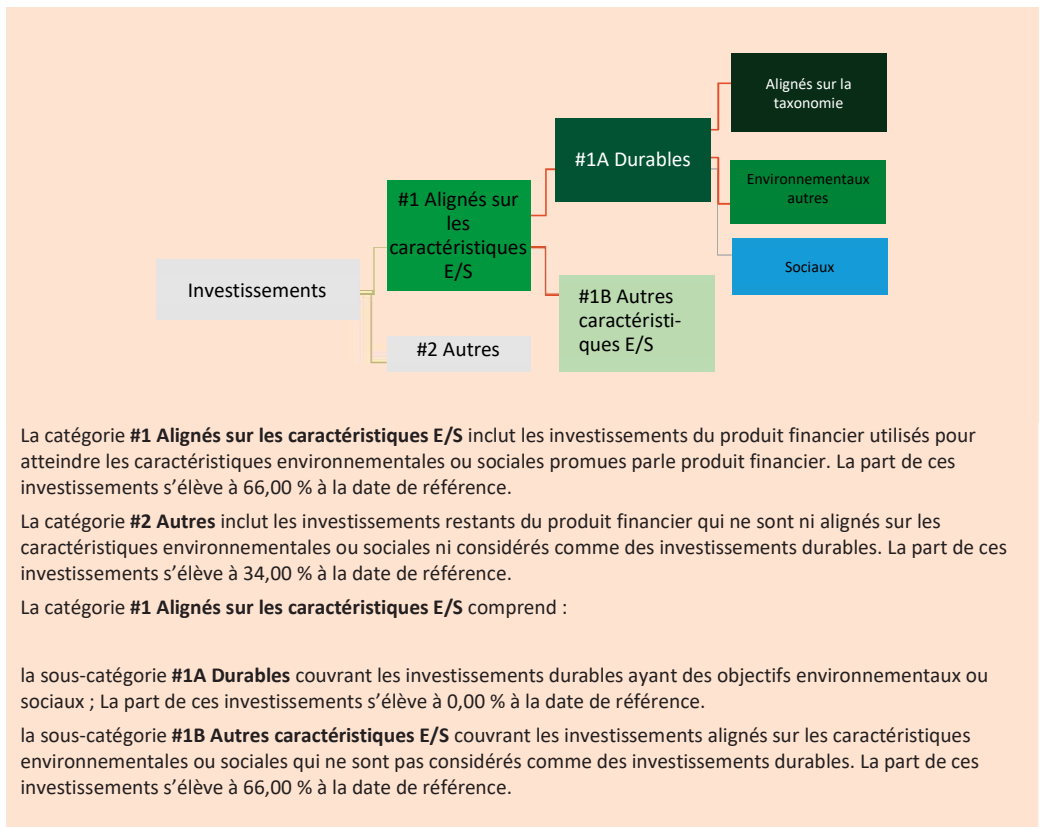 Alignés sur la
taxonomie
#1A Durables
Environnementaux
autres
#1 Alignés sur
les
caractéristiques
E/S
Sociaux
Investissements
#1B Autres
caractéristi-
ques E/S
#2 Autres
La catégorie #1 Alignés sur les caractéristiques E/S inclut les investissements du produit financier utilisés pour
atteindre les caractéristiques environnementales ou sociales promues parle produit financier. La part de ces
investissements s’élève à 66,00 % à la date de référence.
La catégorie #2 Autres inclut les investissements restants du produit financier qui ne sont ni alignés sur les
caractéristiques environnementales ou sociales ni considérés comme des investissements durables. La part de ces
investissements s’élève à 34,00 % à la date de référence.
La catégorie #1 Alignés sur les caractéristiques E/S comprend :
la sous-catégorie #1A Durables couvrant les investissements durables ayant des objectifs environnementaux ou
sociaux ; La part de ces investissements s’élève à 0,00 % à la date de référence.
la sous-catégorie #1B Autres caractéristiques E/S couvrant les investissements alignés sur les caractéristiques
environnementales ou sociales qui ne sont pas considérés comme des investissements durables. La part de ces
investissements s’élève à 66,00 % à la date de référence.